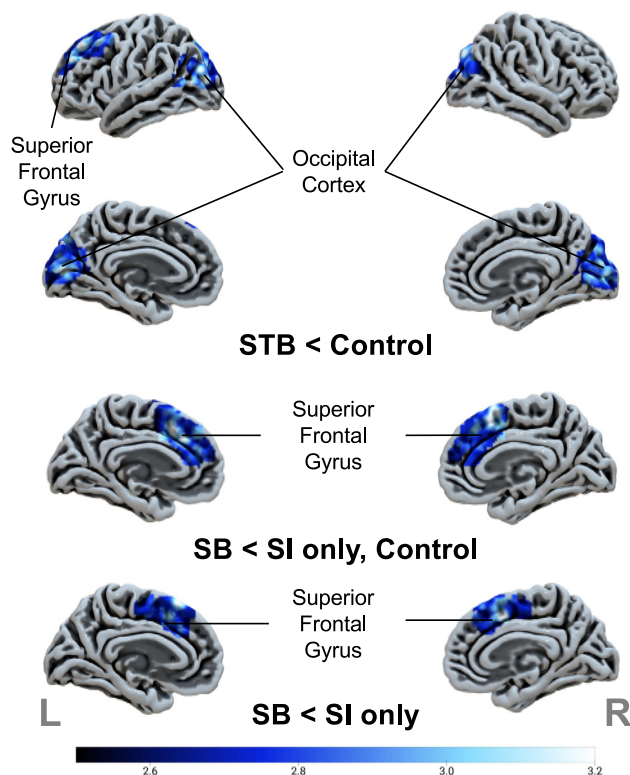 Superior
Frontal
Gyrus
Occipital
Cortex
STB < Control
Superior
Frontal
Gyrus
SB < SI only, Control
Superior
Frontal
Gyrus
L
R
SB < SI only
2.6 2.8 3.0 3.2